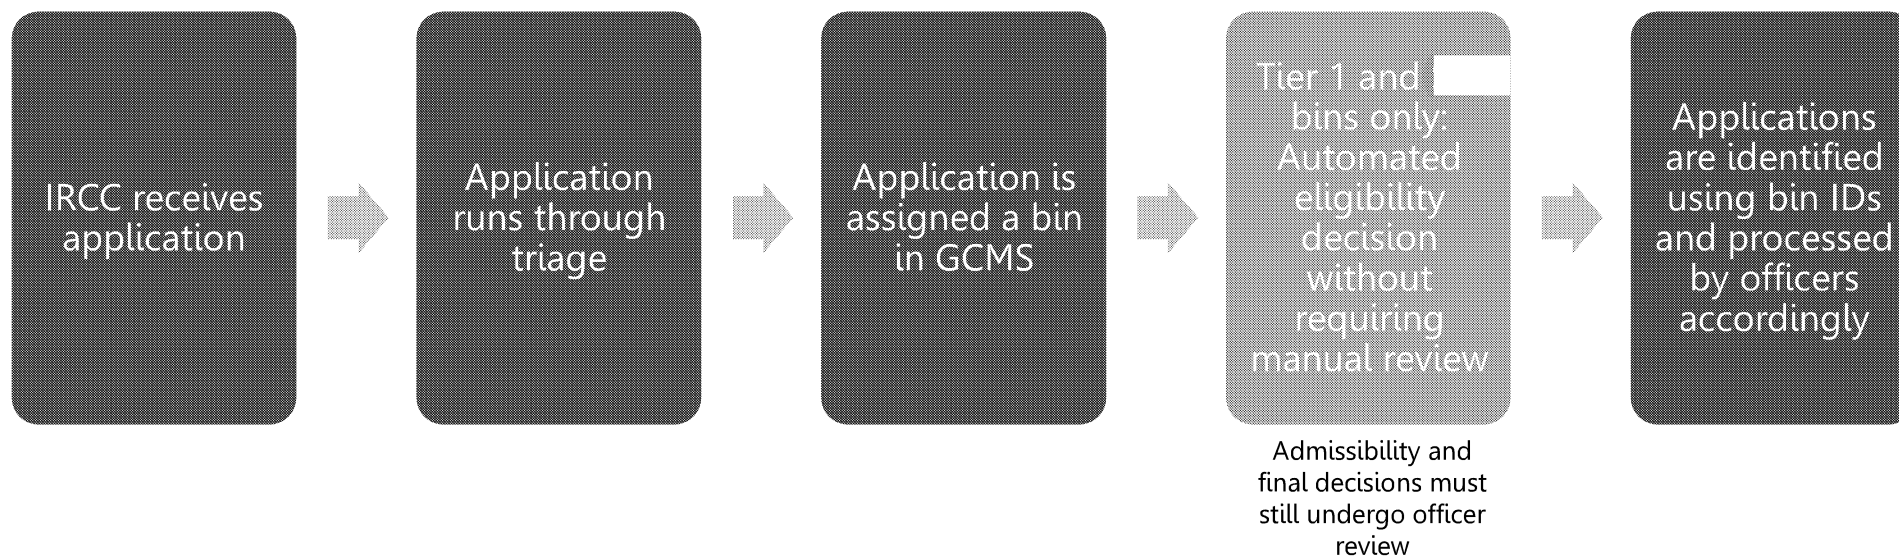 IRCC receives
application
Application
runs through
triage
Application is
assigned a bin
in GCMS
Tier 1 and
bins only:
Automated
eligibility
decision
without
requiring
manual review
Admissibility and
final decisions must
still undergo officer
review
Applications
are identified
using bin IDs
and processed
by officers
accordingly